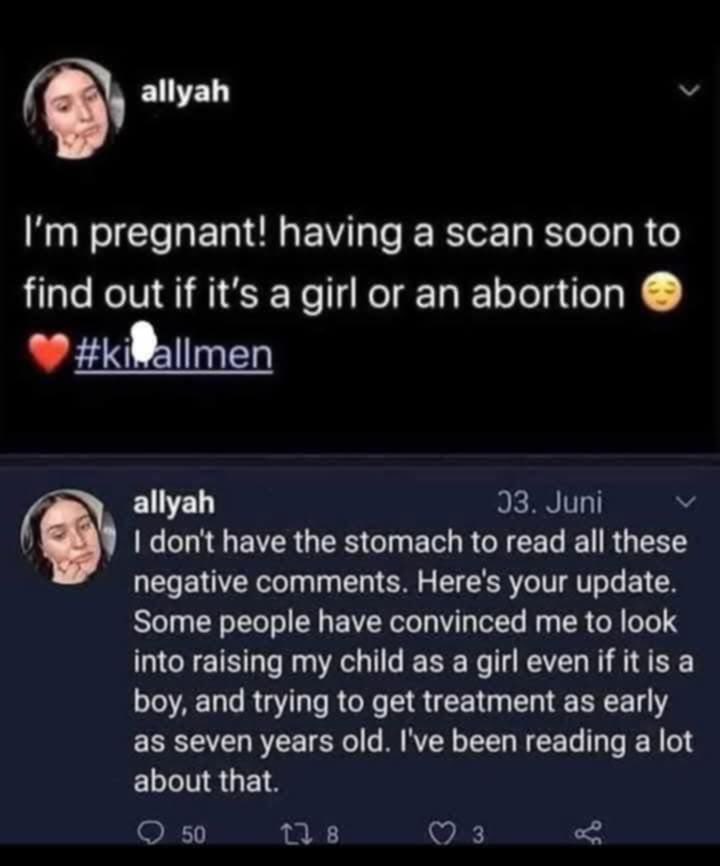 allyah
I'm pregnant! having a scan soon to
find out if it's a girl or an abortion 😌
❤️ #killallmen
allyah 03. Juni
I don't have the stomach to read all these
negative comments. Here's your update.
Some people have convinced me to look
into raising my child as a girl even if it is a
boy, and trying to get treatment as early
as seven years old. I've been reading a lot
about that.
50 8 3